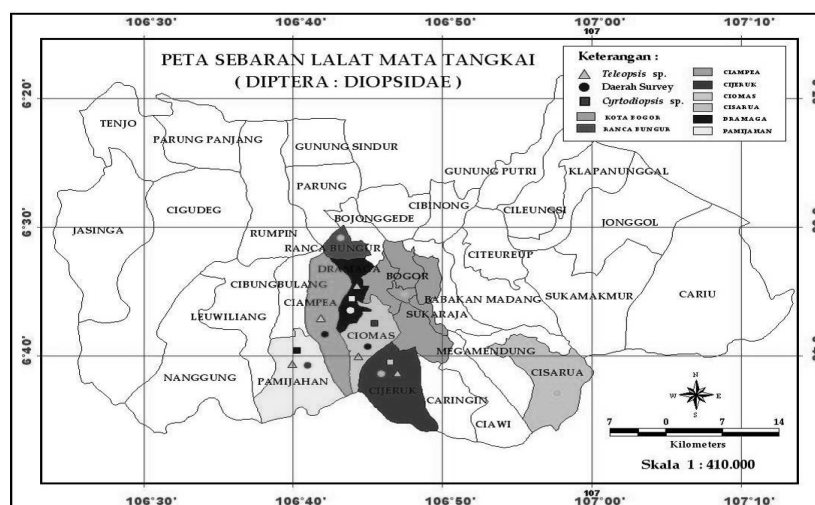 106°30'
106°40'
106°50'
107°00'
107°10'
PETA SEBARAN LALAT MATA TANGKAI
( DIPTERA : DIOPSIDAE )
Keterangan :
Teleopsis sp.
Daerah Survey
Cyrtodiopsis sp.
KOTA BOGOR
RANCA BUNGUR
CIAMPEA
CIJERUK
CIOMAS
CISARUA
DRAMAGA
PAMIJAHAN
6°20'
TENJO
PARUNG PANJANG
GUNUNG SINDUR
GUNUNG PUTRI
KLAPANUNGGAL
PARUNG
CIGUDEG
CIBINONG
CILEUNGSI
BOJONGGEDE
JONGGOL
6°30'
JASINGA
RUMPIN
RANCA BUNGUR
CITEUREUP
DRAMAGA
BOGOR
CIBUNGBULANG
CIAMPEA
BABAKAN MADANG
SUKAMAKMUR
CARIU
LEUWILIANG
SUKARAJA
CIOMAS
6°40'
MEGAMENDUNG
NANGGUNG
PAMIJAHAN
CISARUA
CIJERUK
CARINGIN
CIAWI
N
W
E
S
7
0
7
14
Kilometers
Skala 1 : 410.000
106°30'
106°40'
106°50'
107
107°00'
107°10'